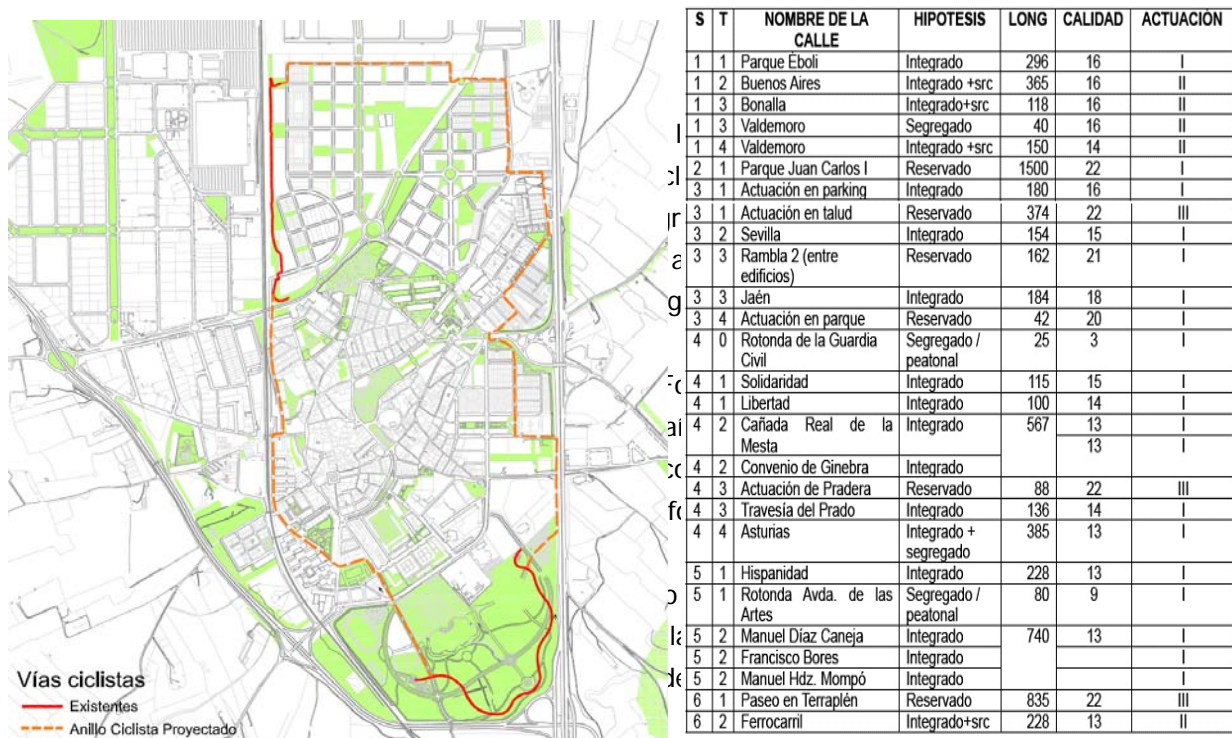 Vías ciclistas
Existentes
Anillo Ciclista Proyectado
S T NOMBRE DE LA CALLE HIPOTESIS LONG CALIDAD ACTUACIÓN
1 1 Parque Éboli Integrado 296 16 I
1 2 Buenos Aires Integrado +src 365 16 II
1 3 Bonalla Integrado+src 118 16 II
1 3 Valdemoro Segregado 40 16 II
1 4 Valdemoro Integrado +src 150 14 II
2 1 Parque Juan Carlos I Reservado 1500 22 I
3 1 Actuación en parking Integrado 180 16 I
3 1 Actuación en talud Reservado 374 22 III
3 2 Sevilla Integrado 154 15 I
3 3 Rambla 2 (entre edificios) Reservado 162 21 I
3 3 Jaén Integrado 184 18 I
3 4 Actuación en parque Reservado 42 20 I
4 0 Rotonda de la Guardia Civil Segregado / peatonal 25 3 I
4 1 Solidaridad Integrado 115 15 I
4 1 Libertad Integrado 100 14 I
4 2 Cañada Real de la Mesta Integrado 567 13 I
13 I
4 2 Convenio de Ginebra Integrado
4 3 Actuación de Pradera Reservado 88 22 III
4 3 Travesía del Prado Integrado 136 14 I
4 4 Asturias Integrado + segregado 385 13 I
5 1 Hispanidad Integrado 228 13 I
5 1 Rotonda Avda. de las Artes Segregado / peatonal 80 9 I
5 2 Manuel Díaz Caneja Integrado 740 13 I
5 2 Francisco Bores Integrado I
5 2 Manuel Hdz. Mompó Integrado I
6 1 Paseo en Terraplén Reservado 835 22 III
6 2 Ferrocarril Integrado+src 228 13 II